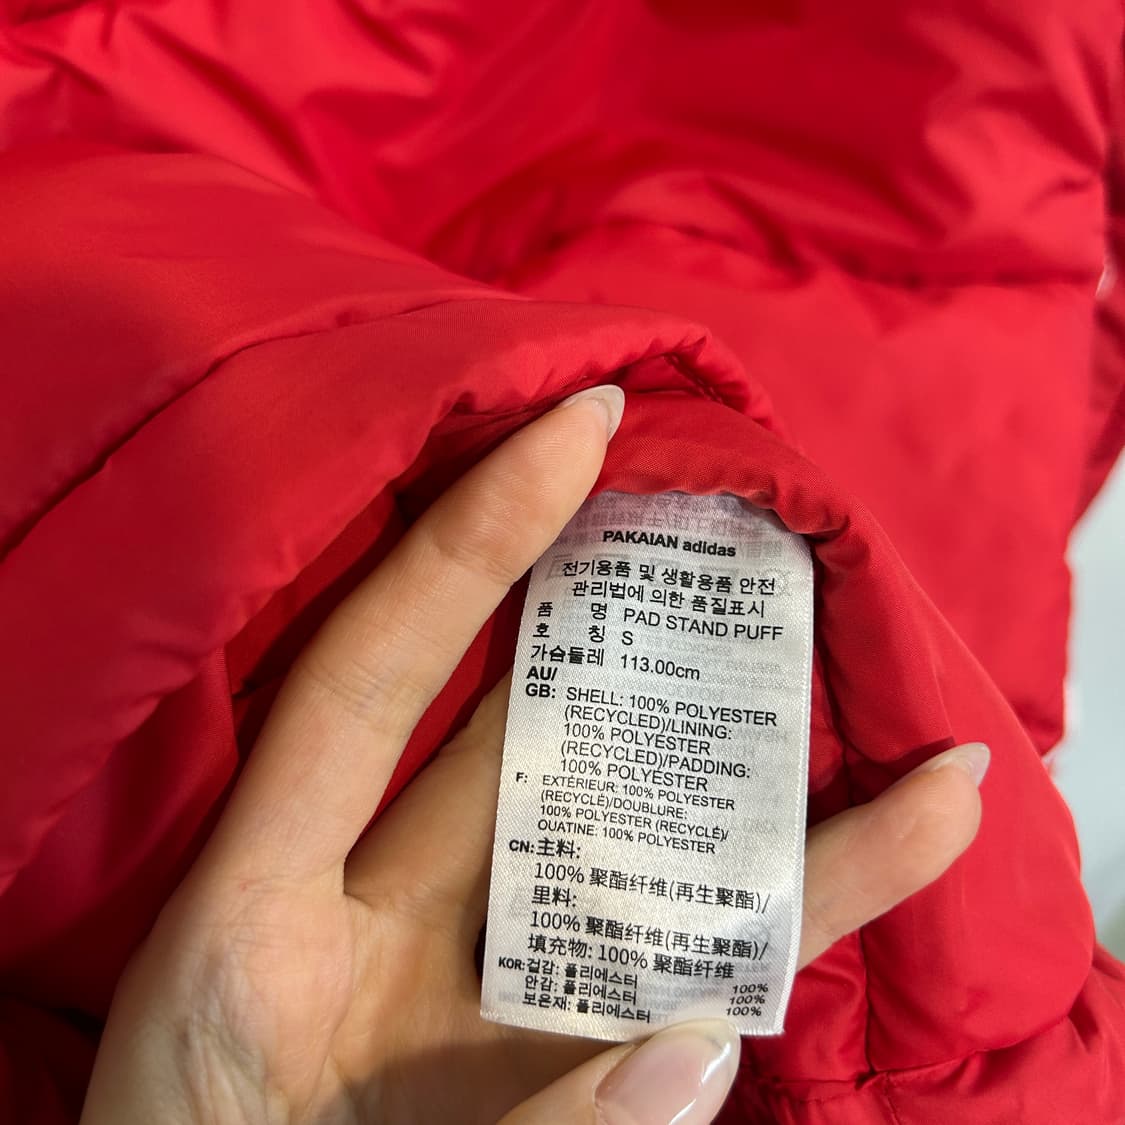 PAKAIAN adidas
전기용품 및 생활용품 안전
관리법에 의한 품질표시
품 명 PAD STAND PUFF
호 칭 S
가슴둘레 113.00cm
AU/
GB: SHELL: 100% POLYESTER
(RECYCLED)/LINING:
100% POLYESTER
(RECYCLED)/PADDING:
100% POLYESTER
F: EXTÉRIEUR: 100% POLYESTER
(RECYCLÉ)/DOUBLURE:
100% POLYESTER (RECYCLÉ)/
OUATINE: 100% POLYESTER
CN: 主料:
100% 聚酯纤维(再生聚酯)/
里料:
100% 聚酯纤维(再生聚酯)/
填充物: 100% 聚酯纤维
KOR: 겉감: 폴리에스터 100%
안감: 폴리에스터 100%
보온재: 폴리에스터 100%